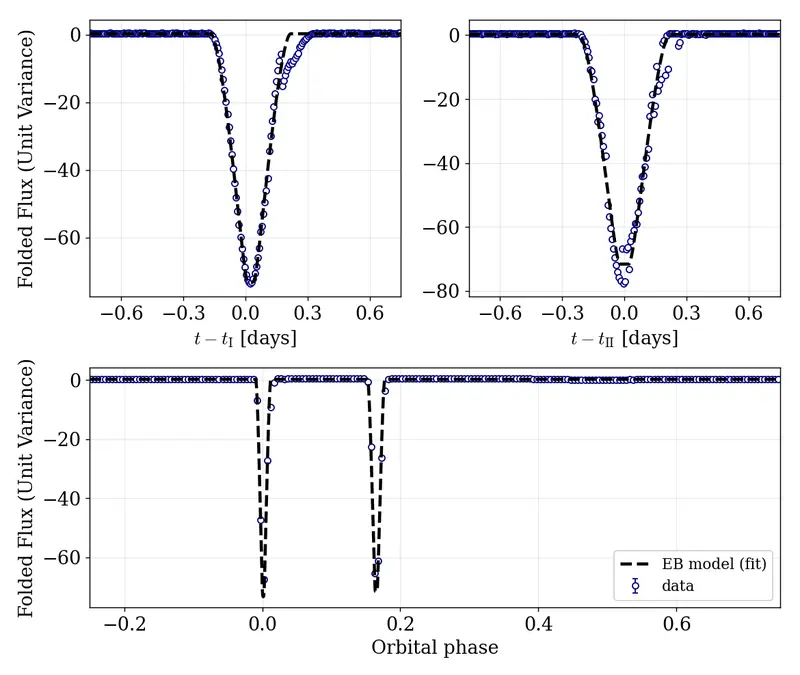 Folded Flux (Unit Variance)
0
−20
−40
−60
−0.6 −0.3 0.0 0.3 0.6
t − t_I [days]
0
−20
−40
−60
−80
−0.6 −0.3 0.0 0.3 0.6
t − t_II [days]
Folded Flux (Unit Variance)
0
−20
−40
−60
−0.2 0.0 0.2 0.4 0.6
Orbital phase
EB model (fit)
data